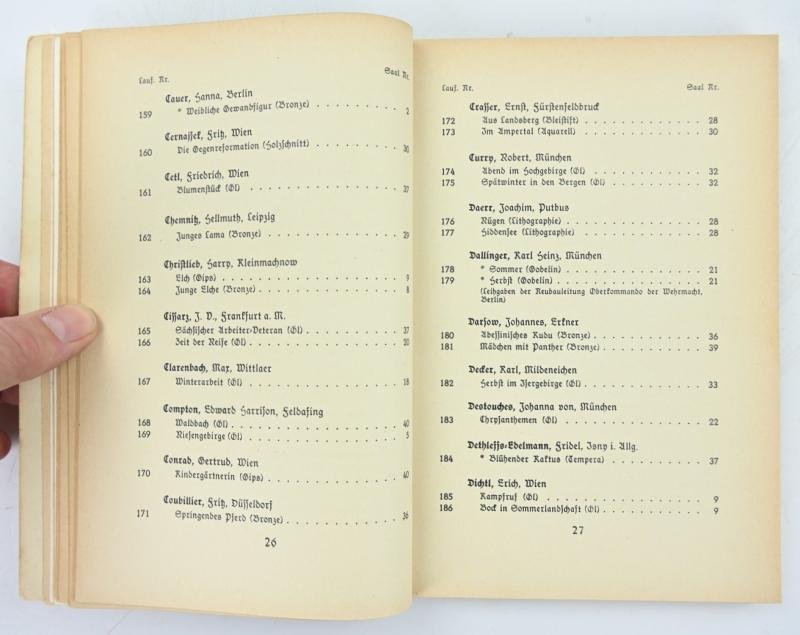 Lauf. Nr. Saal Nr.
Cauer, Hanna, Berlin
159 * Weibliche Gewandfigur (Bronze) . . . . . . . . 2
Cernassek, Fritz, Wien
160 Die Gegenreformation (Holzschnitt) . . . . . . . . 30
Cetl, Friedrich, Wien
161 Blumenstück (Öl) . . . . . . . . . . . . 37
Chemnitz, Hellmuth, Leipzig
162 Junges Lama (Bronze) . . . . . . . . . . . 29
Christlieb, Harry, Kleinmachnow
163 Elch (Gips) . . . . . . . . . . . . . 9
164 Junge Elche (Bronze) . . . . . . . . . . . 8
Cissarz, J. V., Frankfurt a. M.
165 Sächsischer Arbeiter-Veteran (Öl) . . . . . . . . 37
166 Zeit der Reife (Öl) . . . . . . . . . . . 20
Clarenbach, Max, Wittlaer
167 Winterarbeit (Öl) . . . . . . . . . . . . 18
Compton, Edward Harrison, Feldafing
168 Waldbach (Öl) . . . . . . . . . . . . . 40
169 Riesengebirge (Öl) . . . . . . . . . . . 5
Conrad, Gertrud, Wien
170 Kindergärtnerin (Gips) . . . . . . . . . . 40
Coubillier, Fritz, Düsseldorf
171 Springendes Pferd (Bronze) . . . . . . . . . 36
26
Lauf. Nr. Saal Nr.
Crasser, Ernst, Fürstenfeldbruck
172 Aus Landsberg (Bleistift) . . . . . . . . . . 28
173 Im Ampertal (Aquarell) . . . . . . . . . . 30
Curry, Robert, München
174 Abend im Hochgebirge (Öl) . . . . . . . . . 32
175 Spätwinter in den Bergen (Öl) . . . . . . . . 32
Daerr, Joachim, Putbus
176 Rügen (Lithographie) . . . . . . . . . . . 28
177 Hiddensee (Lithographie) . . . . . . . . . . 28
Dallinger, Karl Heinz, München
178 * Sommer (Gobelin) . . . . . . . . . . . 21
179 * Herbst (Gobelin) . . . . . . . . . . . 21
(Leihgaben der Neubauleitung Oberkommando der Wehrmacht,
Berlin)
Darsow, Johannes, Erkner
180 Abessinisches Kudu (Bronze) . . . . . . . . . 36
181 Mädchen mit Panther (Bronze) . . . . . . . . 39
Decker, Karl, Mildeneichen
182 Herbst im Isergebirge (Öl) . . . . . . . . . 33
Destouches, Johanna von, München
183 Chrysanthemen (Öl) . . . . . . . . . . . 22
Dethleffs-Edelmann, Fridel, Isny i. Allg.
184 * Blühender Kaktus (Tempera) . . . . . . . . 37
Dichtl, Erich, Wien
185 Kampfruf (Öl) . . . . . . . . . . . . . 9
186 Bock in Sommerlandschaft (Öl) . . . . . . . . 9
27